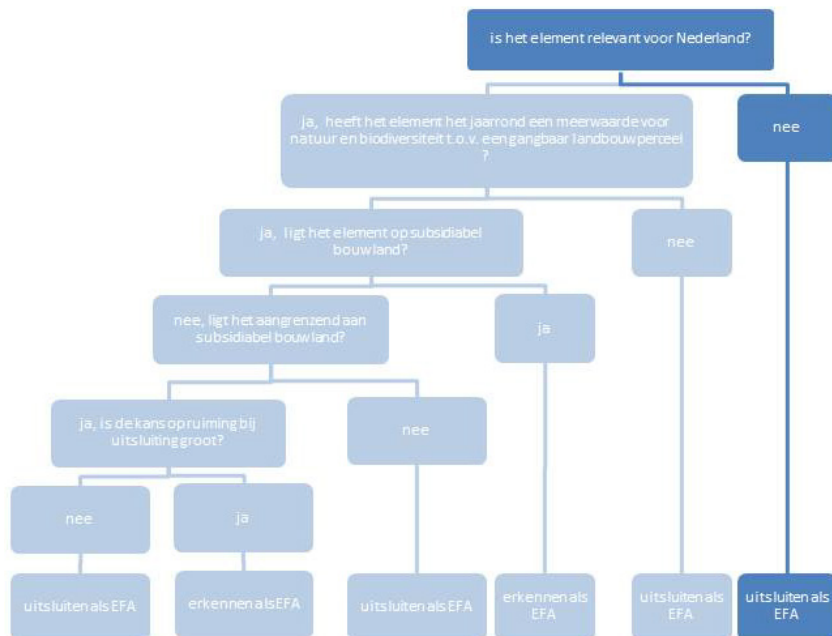 is het element relevant voor Nederland?
ja, heeft het element het jaarrond een meerwaarde voor
natuur en biodiversiteit t.o.v. een gangbaar landbouwperceel
?
nee
ja, ligt het element op subsidiabel
bouwland?
nee
nee, ligt het aangrenzend aan
subsidiabel bouwland?
ja
ja, is de kans op ruiming bij
uitsluiting groot?
nee
nee
ja
uitsluiten als EFA
erkennen als EFA
uitsluiten als EFA
erkennen als
EFA
uitsluiten als
EFA
uitsluiten als
EFA